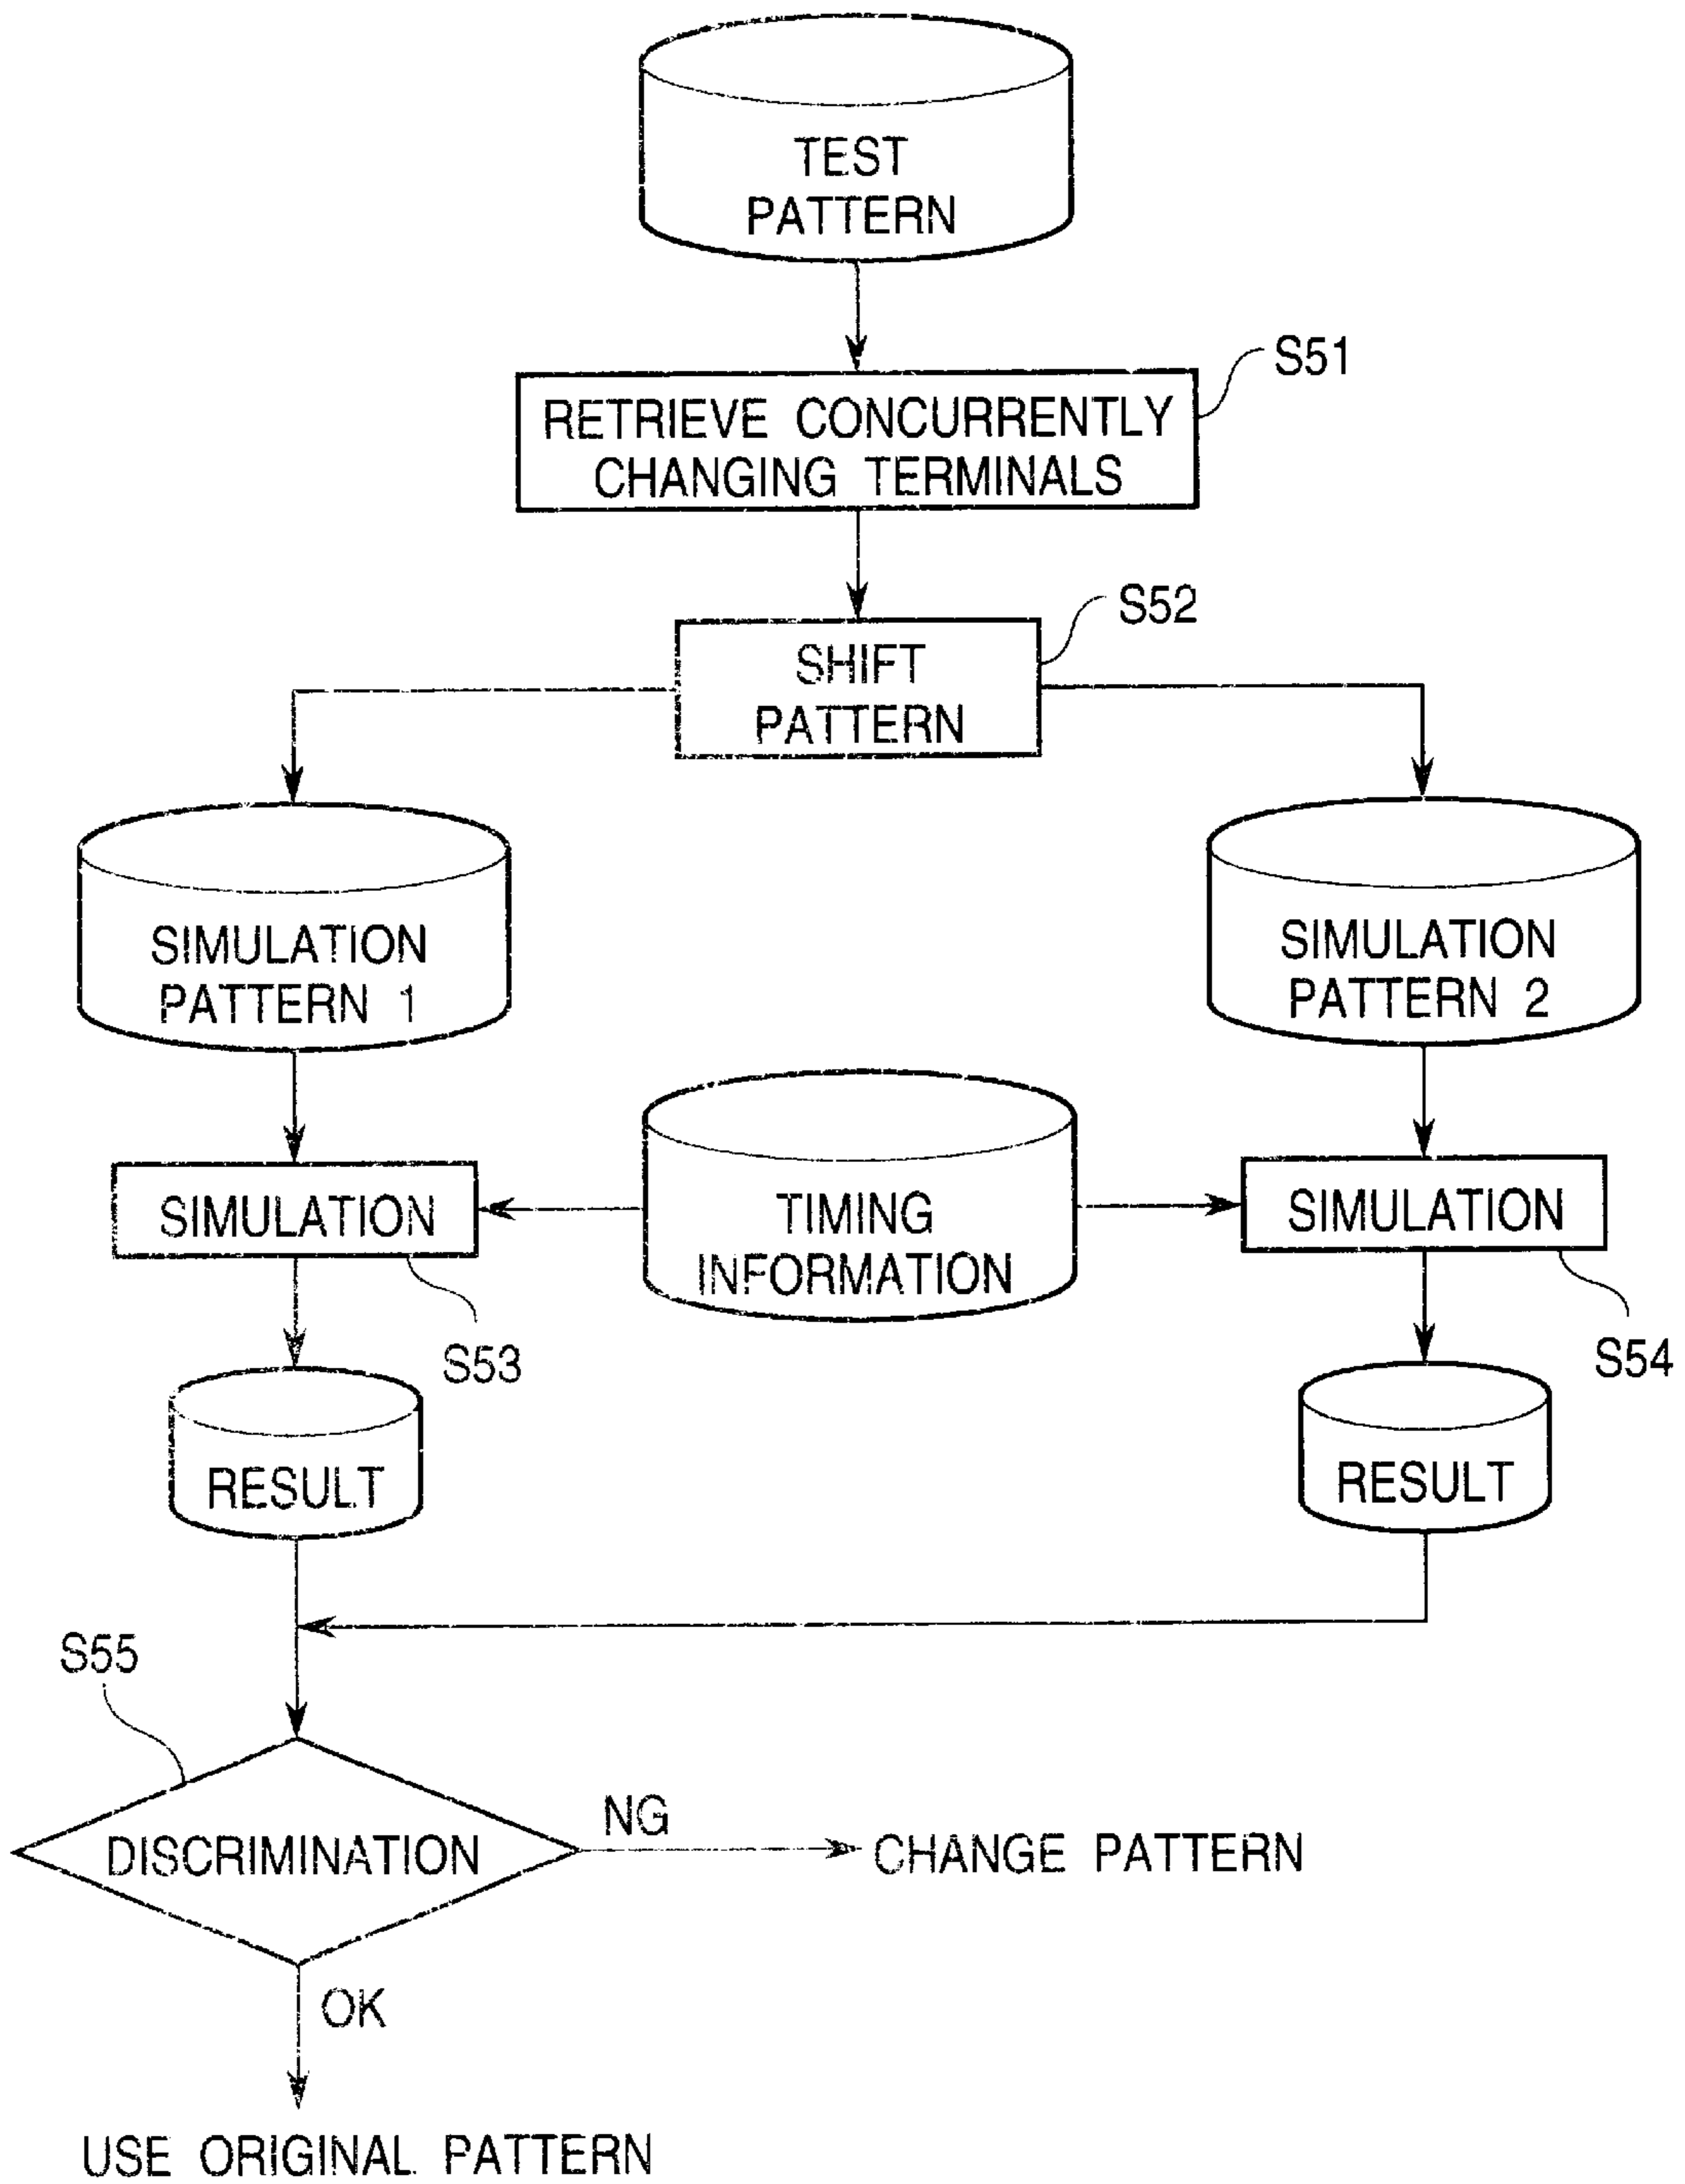 TEST
PATTERN
S51
RETRIEVE CONCURRENTLY
CHANGING TERMINALS
S52
SHIFT
PATTERN
SIMULATION
PATTERN 1
SIMULATION
PATTERN 2
SIMULATION
TIMING
INFORMATION
SIMULATION
S53
S54
RESULT
RESULT
S55
DISCRIMINATION
NG
CHANGE PATTERN
OK
USE ORIGINAL PATTERN